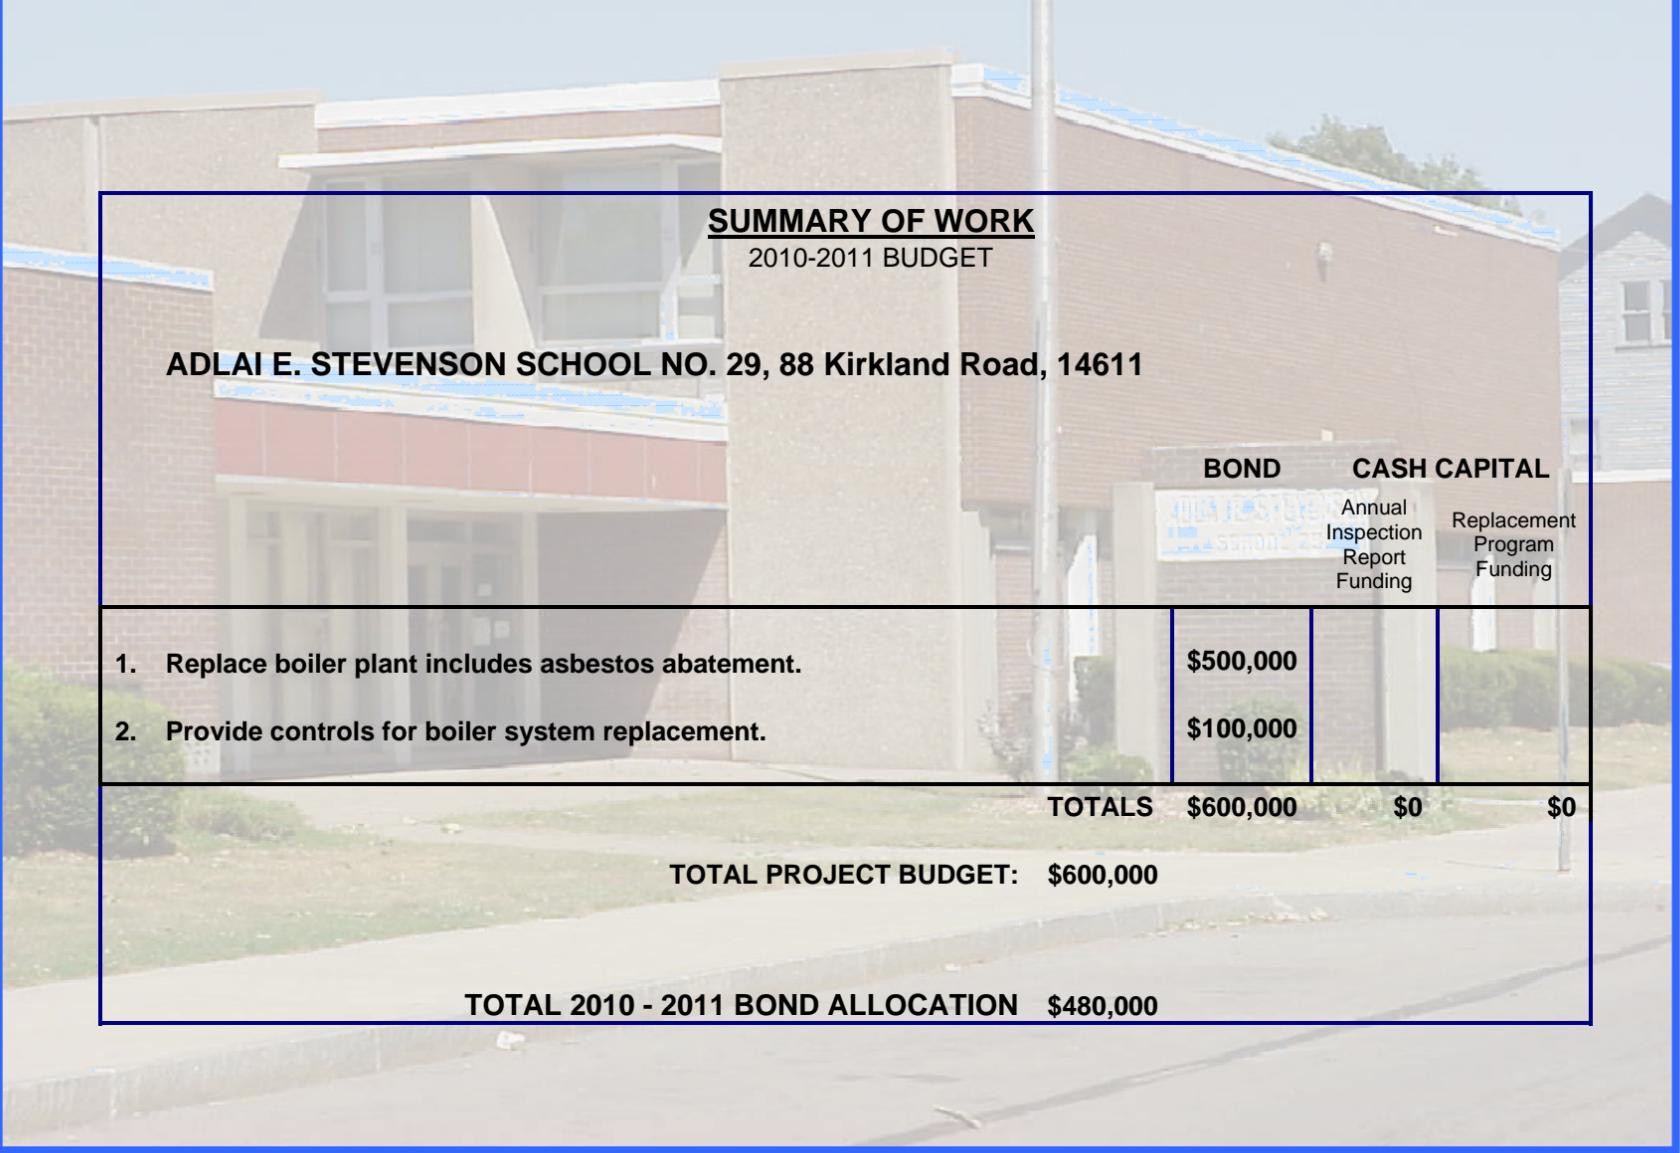 SUMMARY OF WORK
2010-2011 BUDGET
ADLAI E. STEVENSON SCHOOL NO. 29, 88 Kirkland Road, 14611
BOND CASH CAPITAL
Annual
Inspection
Report
Funding
Replacement
Program
Funding
1. Replace boiler plant includes asbestos abatement. $500,000
2. Provide controls for boiler system replacement. $100,000
TOTALS $600,000 $0 $0
TOTAL PROJECT BUDGET: $600,000
TOTAL 2010 - 2011 BOND ALLOCATION $480,000